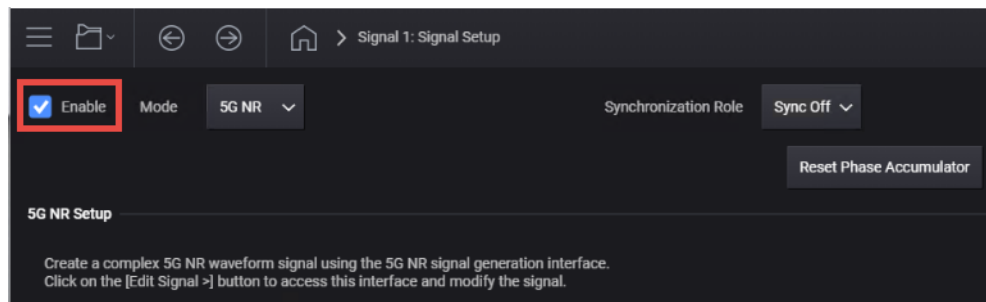 Signal 1: Signal Setup
Enable Mode 5G NR Synchronization Role Sync Off
Reset Phase Accumulator
5G NR Setup
Create a complex 5G NR waveform signal using the 5G NR signal generation interface.
Click on the [Edit Signal >] button to access this interface and modify the signal.